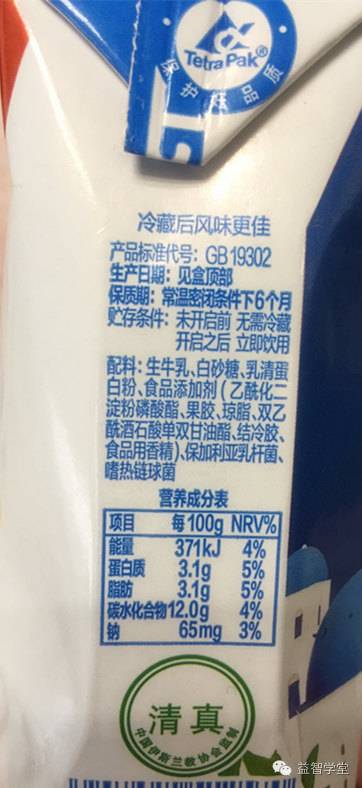 Tetra Pak®
保护好品质
冷藏后风味更佳
产品标准代号: GB 19302
生产日期: 见盒顶部
保质期: 常温密闭条件下6个月
贮存条件: 未开启前 无需冷藏
开启之后 立即饮用
配料: 生牛乳、白砂糖、乳清蛋
白粉、食品添加剂 (乙酰化二
淀粉磷酸酯、果胶、琼脂、双乙
酰酒石酸单双甘油酯、结冷胶、
食品用香精)、保加利亚乳杆菌、
嗜热链球菌
营养成分表
项目 每100g NRV%
能量 371kJ 4%
蛋白质 3.1g 5%
脂肪 3.1g 5%
碳水化合物 12.0g 4%
钠 65mg 3%
清真
中国伊斯兰教协会监制
益智学堂